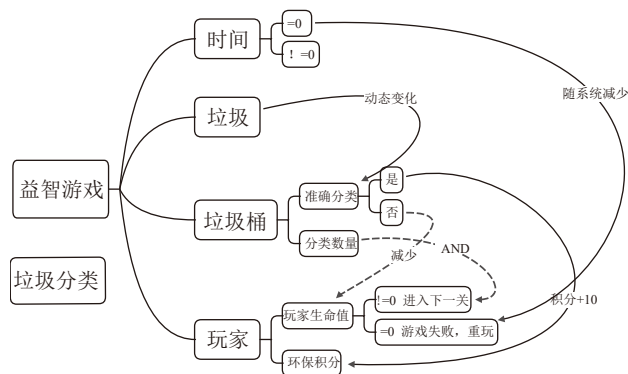 时间
=0
! =0
随系统减少
垃圾
动态变化
益智游戏
垃圾桶
准确分类
是
否
分类数量
减少
AND
垃圾分类
玩家
玩家生命值
!=0 进入下一关
=0 游戏失败，重玩
积分+10
环保积分